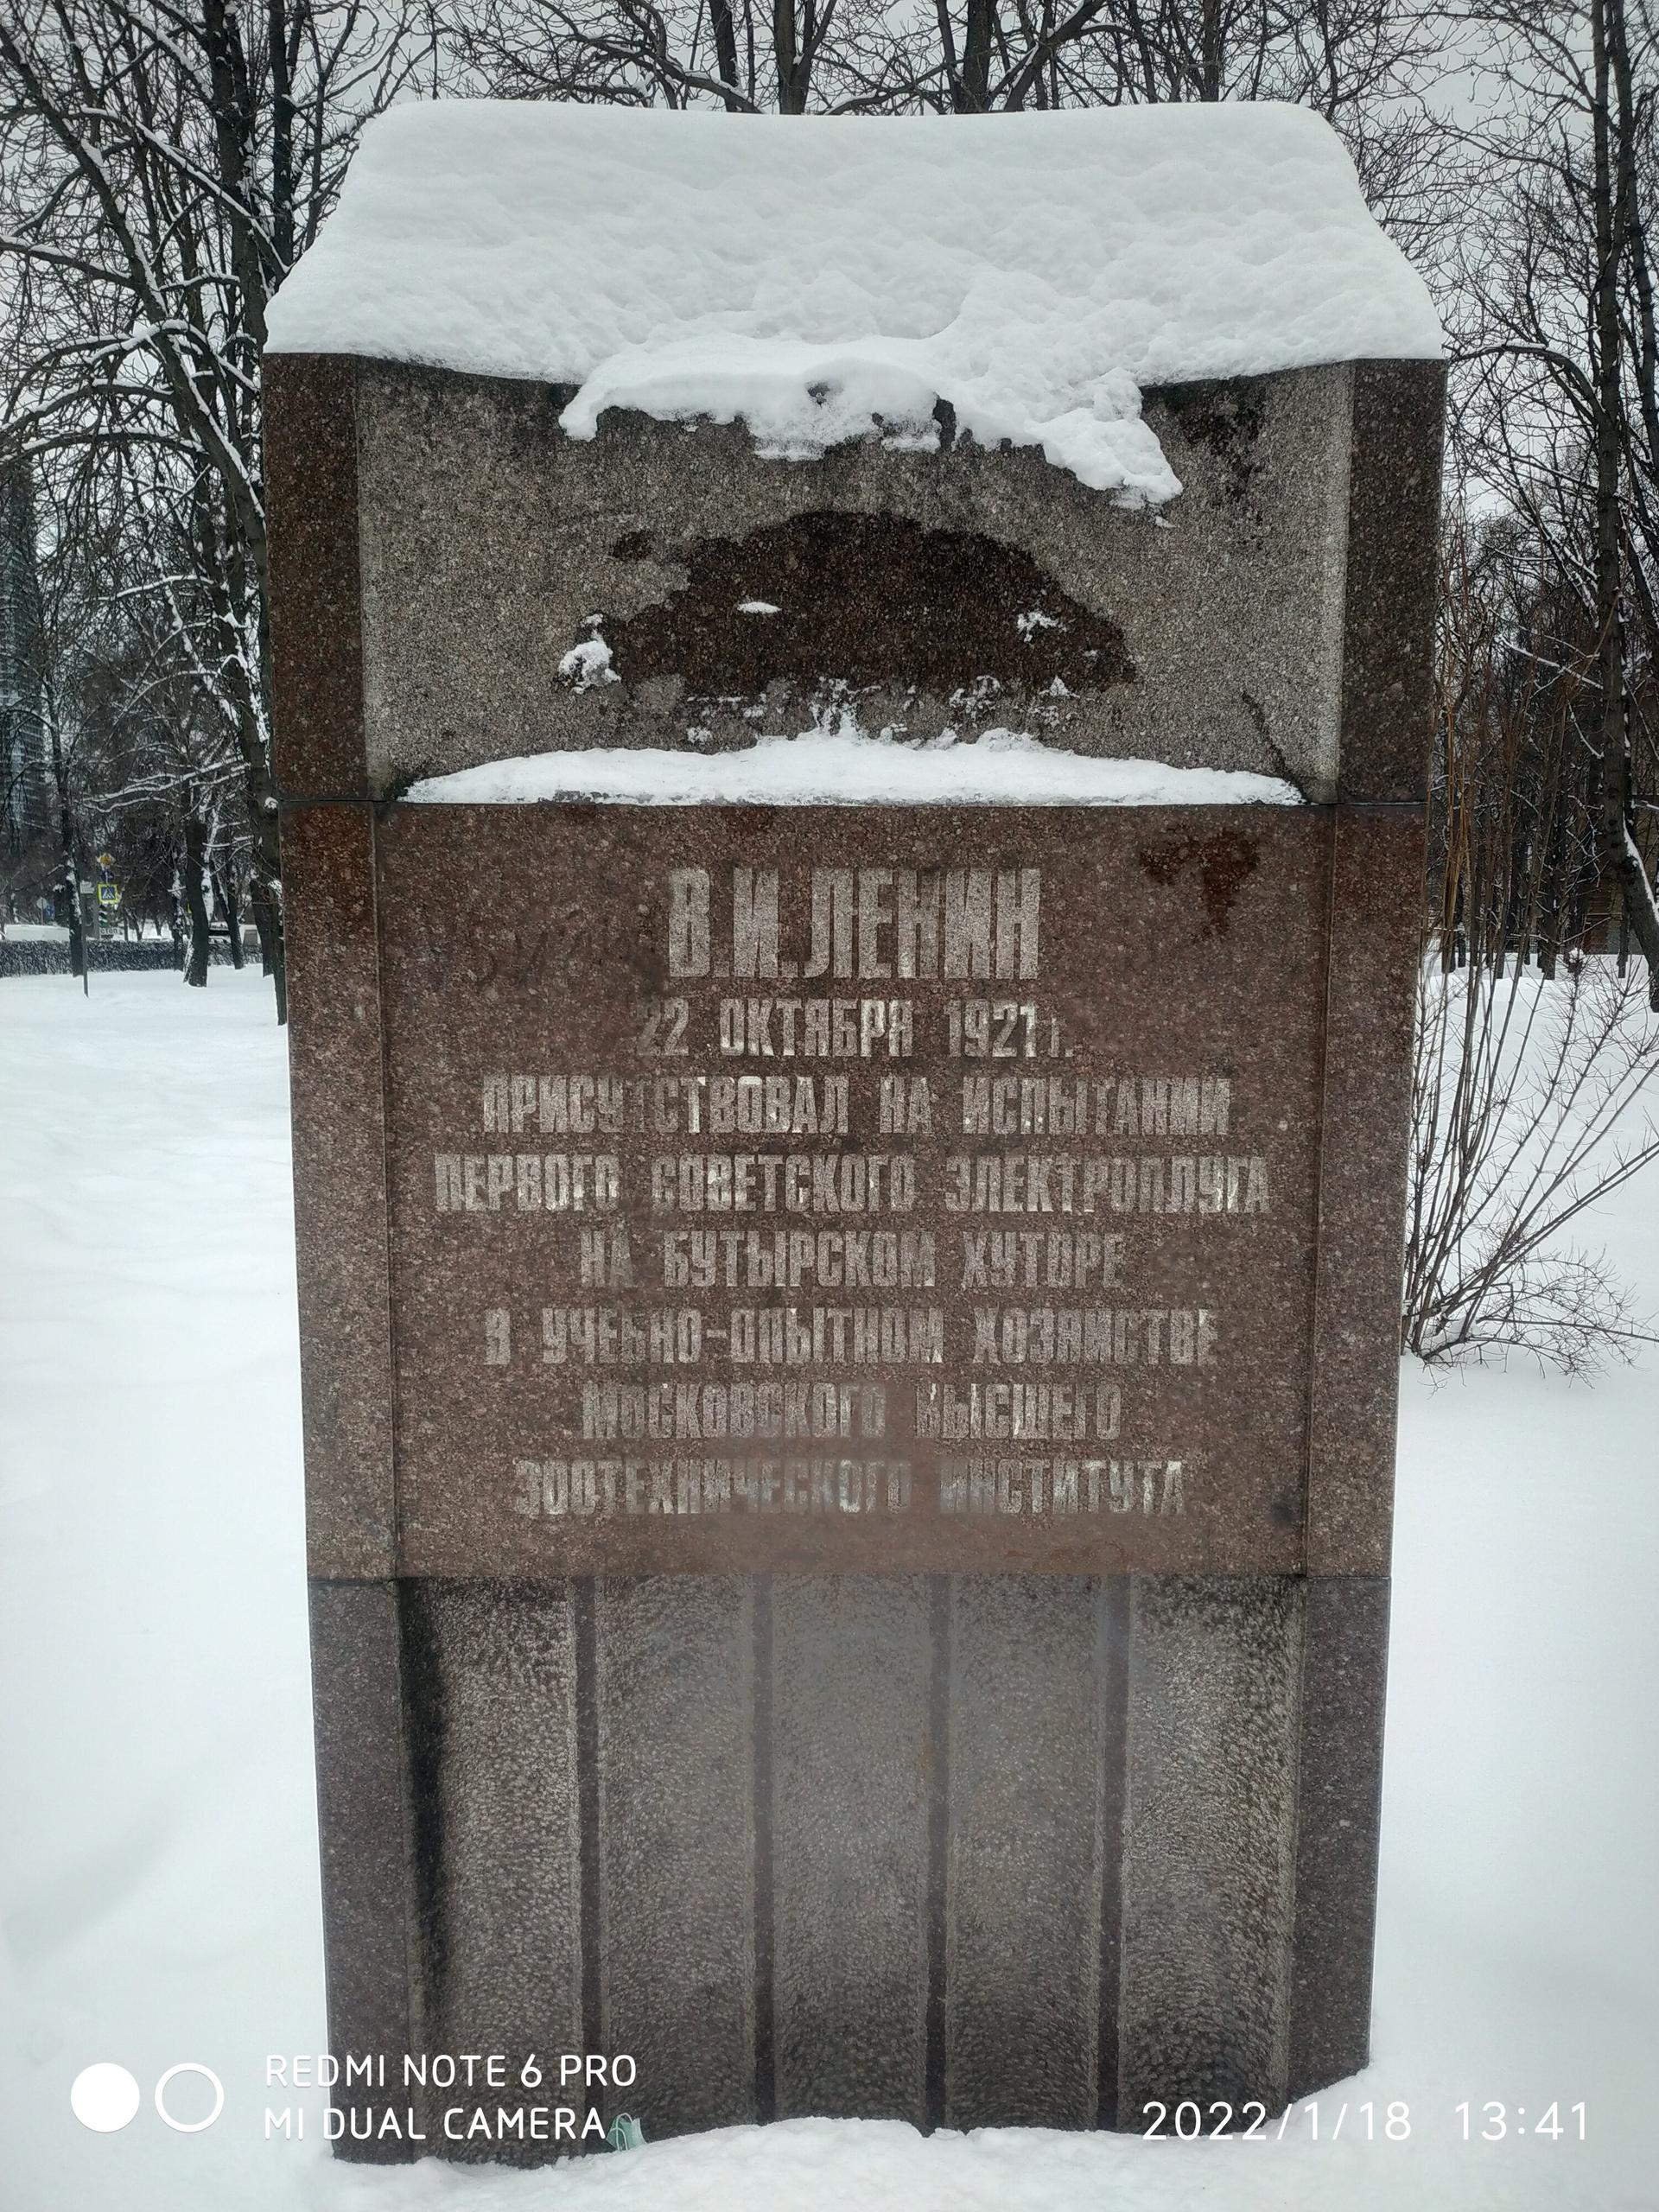 В.И.ЛЕНИН
22 ОКТЯБРЯ 1921 г.
ПРИСУТСТВОВАЛ НА ИСПЫТАНИИ
ПЕРВОГО СОВЕТСКОГО ЭЛЕКТРОПЛУГА
НА БУТЫРСКОМ ХУТОРЕ
В УЧЕБНО-ОПЫТНОМ ХОЗЯЙСТВЕ
МОСКОВСКОГО ВЫСШЕГО
ЗООТЕХНИЧЕСКОГО ИНСТИТУТА
REDMI NOTE 6 PRO
MI DUAL CAMERA
2022/1/18 13:41